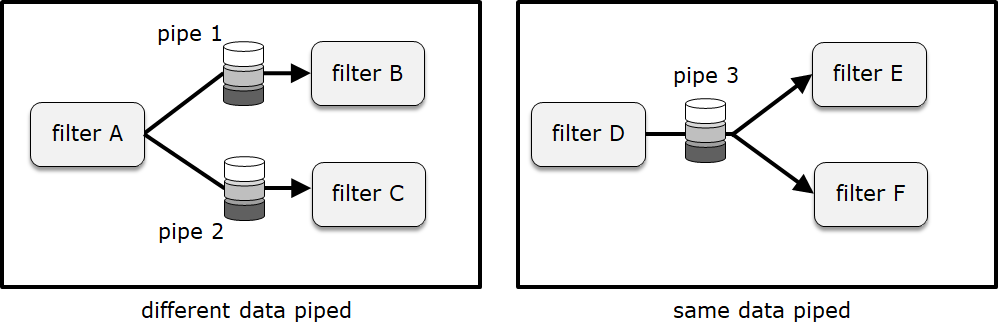 pipe 1
filter B
filter A
filter C
pipe 2
different data piped
pipe 3
filter E
filter D
filter F
same data piped